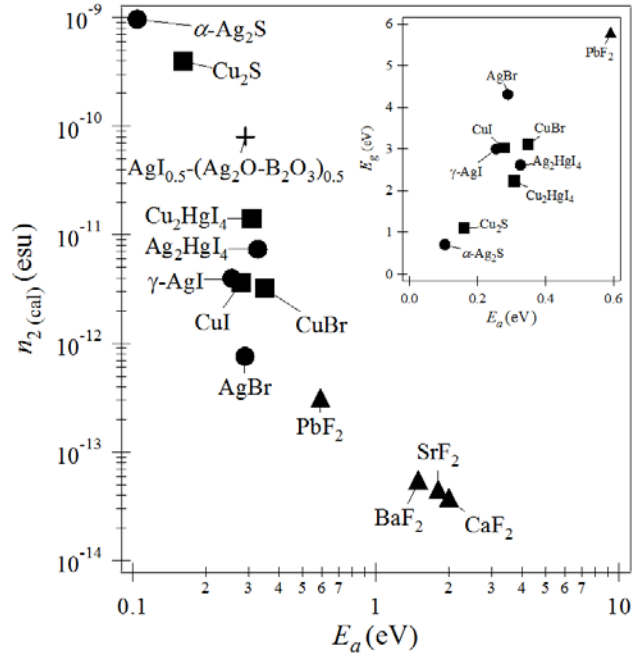 10⁻⁹
α-Ag₂S
Cu₂S
10⁻¹⁰
AgI₀.₅-(Ag₂O-B₂O₃)₀.₅
10⁻¹¹
Cu₂HgI₄
Ag₂HgI₄
γ-AgI
CuI
CuBr
10⁻¹²
AgBr
PbF₂
10⁻¹³
SrF₂
BaF₂
CaF₂
10⁻¹⁴
n₂ (cal) (esu)
2 3 4 5 6 7 2 3 4 5 6 7
0.1 1 10
Eₐ (eV)
6
PbF₂
5
AgBr
4
CuI
CuBr
3
γ-AgI
Ag₂HgI₄
Cu₂HgI₄
2
Cu₂S
1
α-Ag₂S
0
E_g (eV)
0.0 0.2 0.4 0.6
Eₐ (eV)